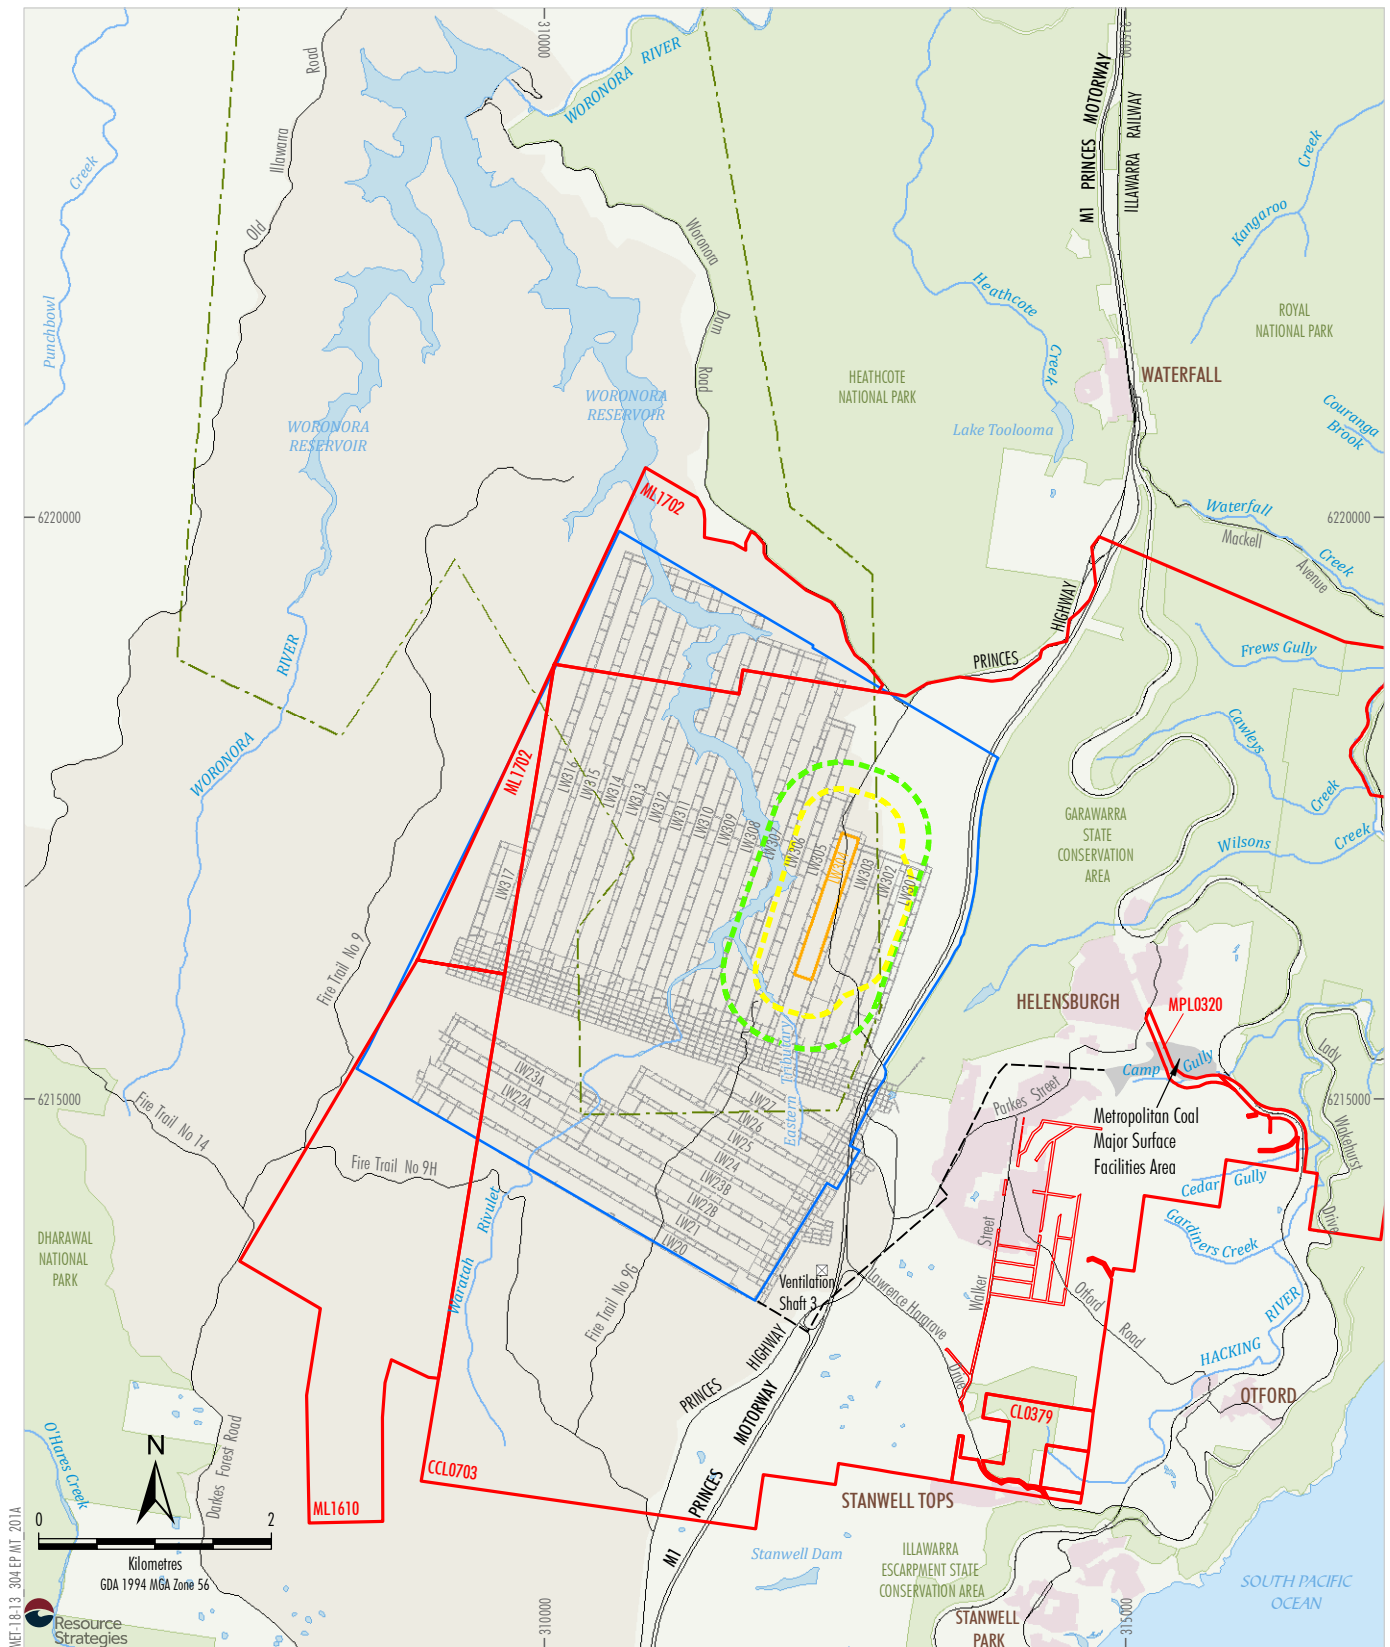 310000
315000
Road
Illawarra
Old
WORONORA RIVER
M1 PRINCES MOTORWAY
ILLAWARRA RAILWAY
Creek
Punchbowl
Creek
Kangaroo
Woronora
Dam
Road
Heathcote
Creek
ROYAL
NATIONAL PARK
HEATHCOTE
NATIONAL PARK
WATERFALL
WORONORA
RESERVOIR
WORONORA
RESERVOIR
Lake Toolooma
Couranga
Brook
6220000
6220000
ML1702
Waterfall
Creek
Mackell
Avenue
HIGHWAY
PRINCES
Frews Gully
RIVER
WORONORA
Cawleys
Creek
ML1702
LW316
LW315
LW314
LW313
LW312
LW311
LW310
LW309
LW308
LW307
LW306
LW305
LW304
LW303
LW302
LW301
LW317
GARAWARRA
STATE
CONSERVATION
AREA
Wilsons
Creek
Fire Trail No 9
HELENSBURGH
MPL0320
Camp Gully
Lady
Wakehurst
Drive
Parkes Street
Metropolitan Coal
Major Surface
Facilities Area
6215000
6215000
Eastern Tributary
LW23A
LW22A
LW27
LW26
LW25
LW24
LW23B
LW22B
LW21
LW20
Fire Trail No 14
Fire Trail No 9H
Cedar Gully
Gardiners Creek
Waratah Rivulet
DHARAWAL
NATIONAL
PARK
Fire Trail No 9G
Ventilation
Shaft 3
Lawrence Hargrave
Drive
Walker
Street
Otford
Road
HACKING RIVER
PRINCES HIGHWAY
OTFORD
CL0379
M1 PRINCES MOTORWAY
O'Hares Creek
Darkes Forest Road
N
CCL0703
ML1610
STANWELL TOPS
0
2
Kilometres
GDA 1994 MGA Zone 56
Stanwell Dam
ILLAWARRA
ESCARPMENT STATE
CONSERVATION AREA
STANWELL
PARK
SOUTH PACIFIC
OCEAN
MET-18-13_304 EP MT_201A
Resource
Strategies
310000
315000